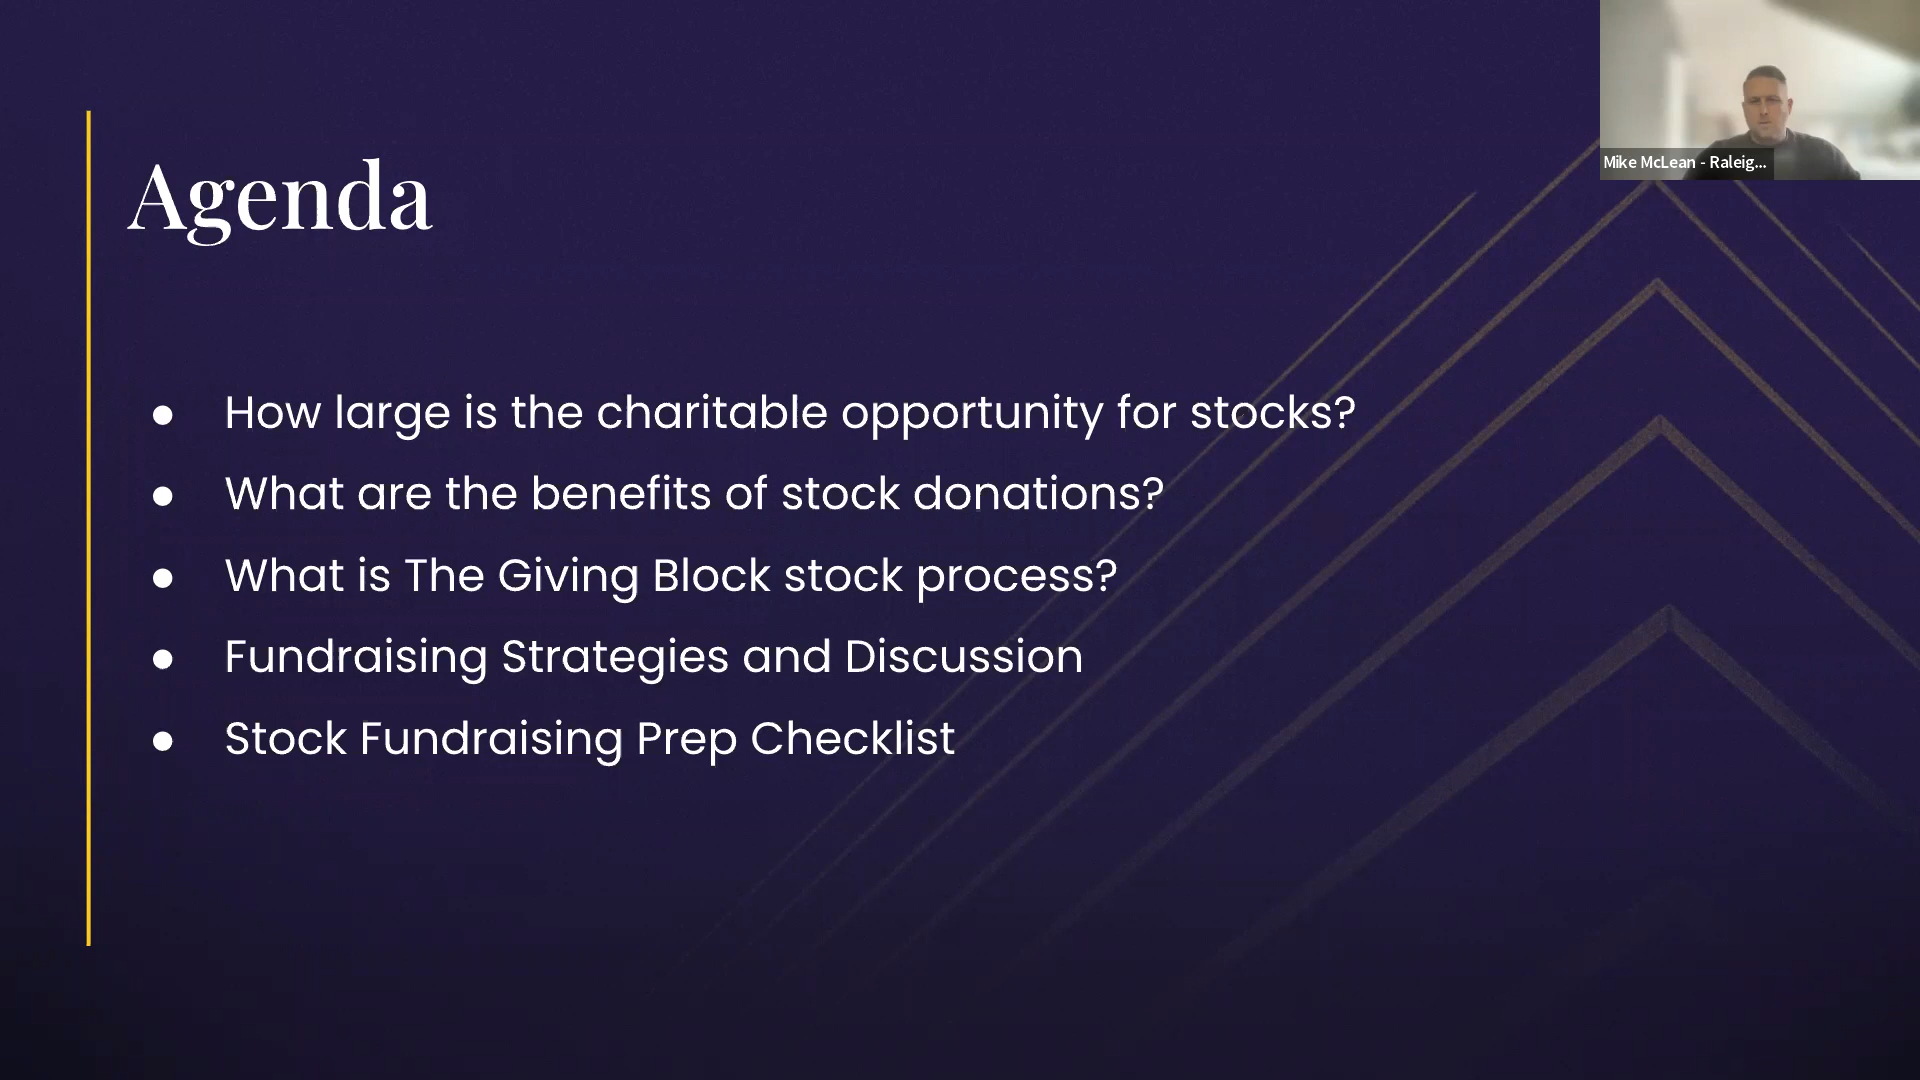 Agenda
● How large is the charitable opportunity for stocks?
● What are the benefits of stock donations?
● What is The Giving Block stock process?
● Fundraising Strategies and Discussion
● Stock Fundraising Prep Checklist
Mike McLean - Raleig...